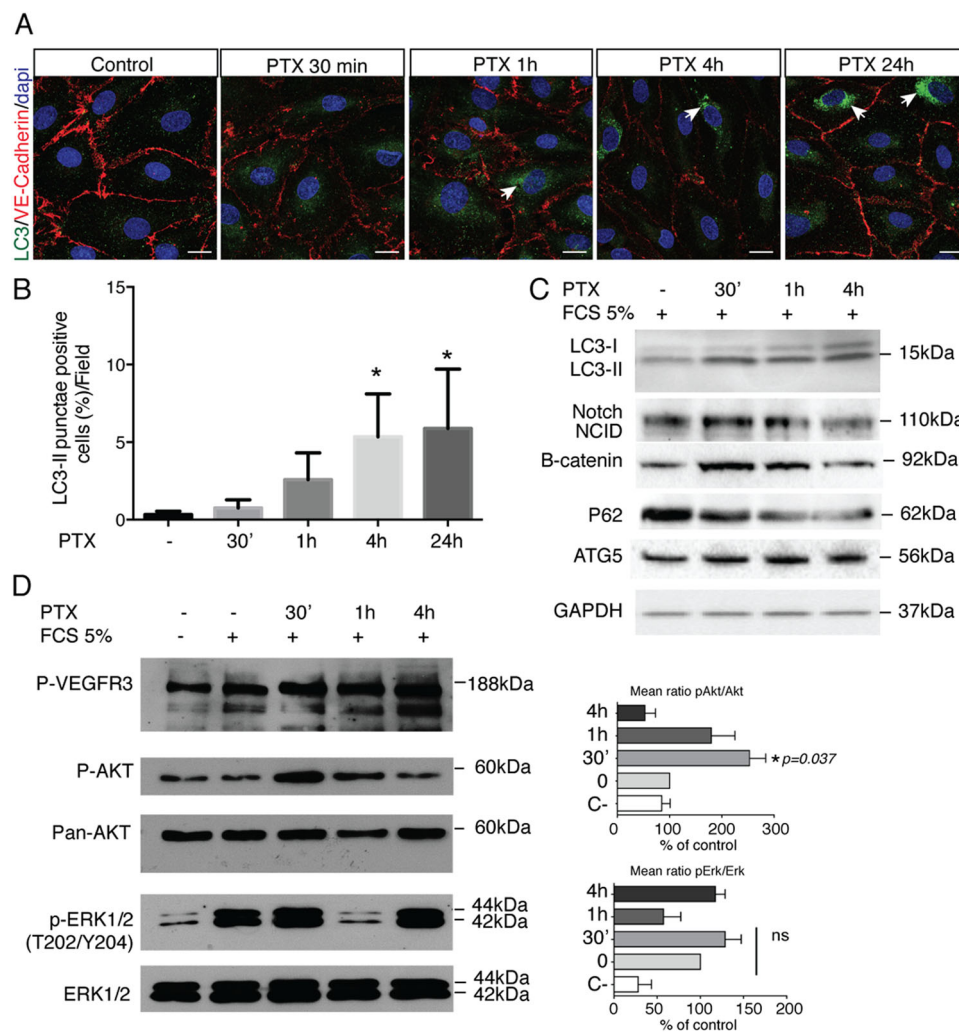 A
Control
PTX 30 min
PTX 1h
PTX 4h
PTX 24h
LC3/VE-Cadherin/dapi
B
LC3-II punctae positive
cells (%)/Field
15
10
5
0
*
*
PTX
-
30'
1h
4h
24h
C
PTX - 30' 1h 4h
FCS 5% + + + +
LC3-I
LC3-II
15kDa
Notch
NCID
110kDa
B-catenin
92kDa
P62
62kDa
ATG5
56kDa
GAPDH
37kDa
D
PTX - - 30' 1h 4h
FCS 5% - + + + +
P-VEGFR3
188kDa
P-AKT
60kDa
Pan-AKT
60kDa
p-ERK1/2
(T202/Y204)
44kDa
42kDa
ERK1/2
44kDa
42kDa
Mean ratio pAkt/Akt
4h
1h
30'
* p=0.037
0
C-
0 100 200 300
% of control
Mean ratio pErk/Erk
4h
1h
30'
ns
0
C-
0 50 100 150 200
% of control